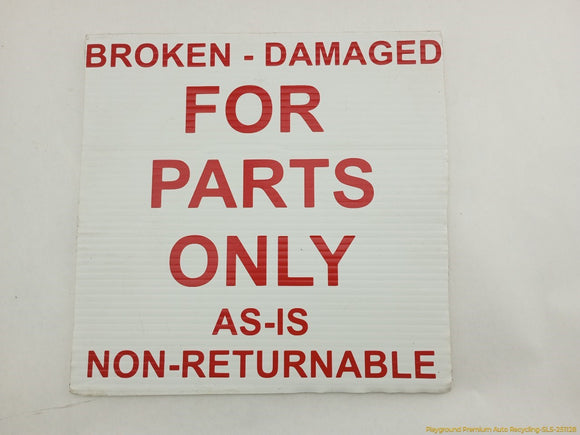 BROKEN - DAMAGED
FOR
PARTS
ONLY
AS-IS
NON-RETURNABLE
Playground Premium Auto Recycling-SLS-251128